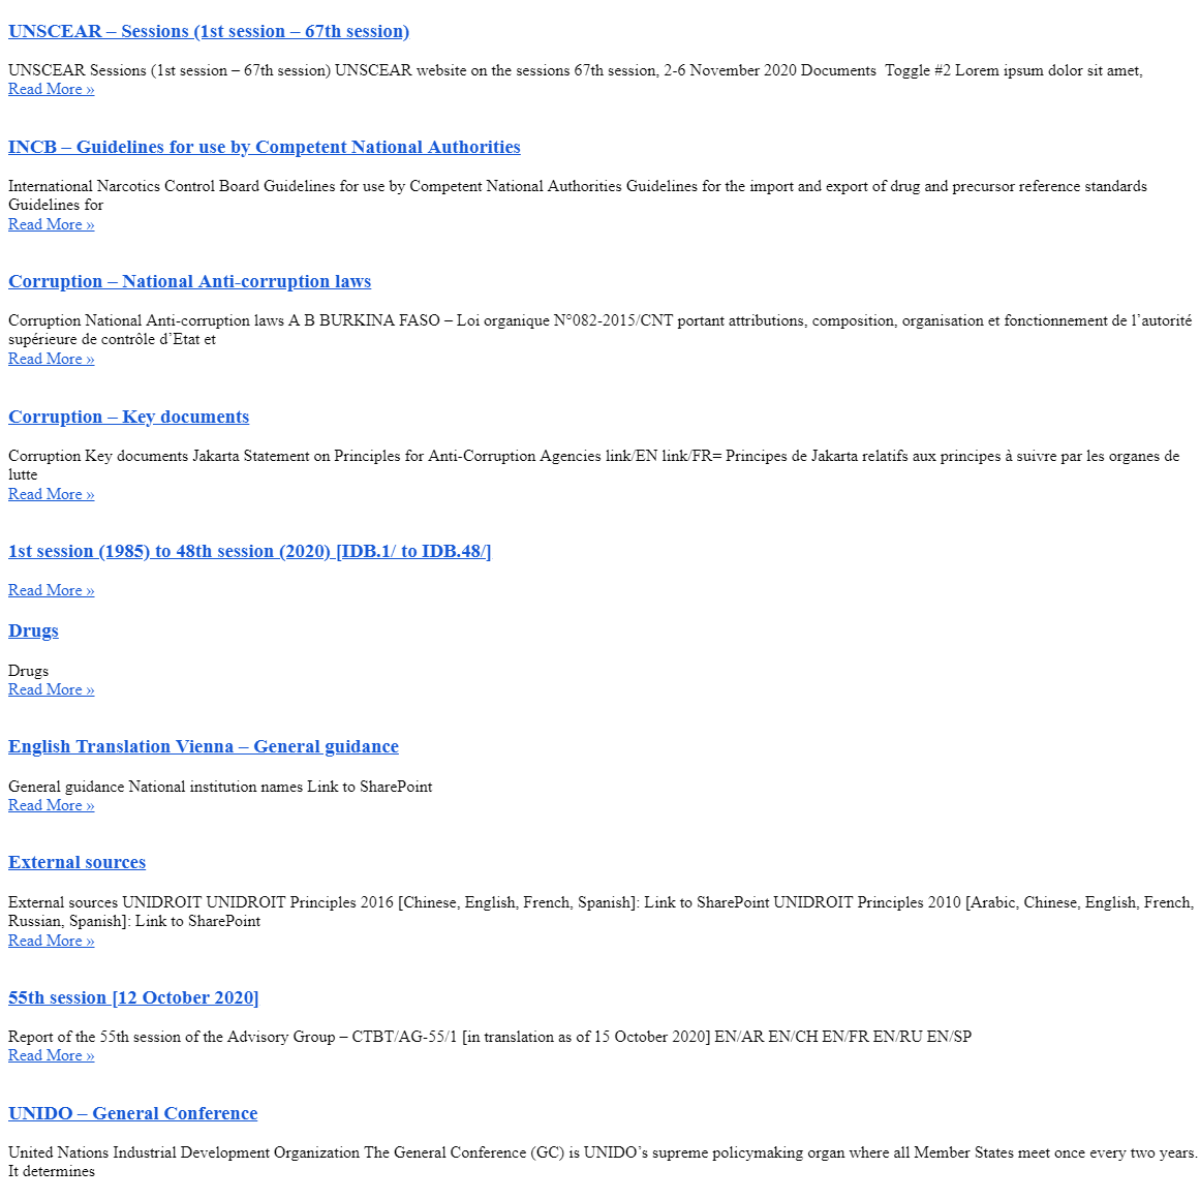 UNSCEAR – Sessions (1st session – 67th session)
UNSCEAR Sessions (1st session – 67th session) UNSCEAR website on the sessions 67th session, 2-6 November 2020 Documents  Toggle #2 Lorem ipsum dolor sit amet,
Read More »
INCB – Guidelines for use by Competent National Authorities
International Narcotics Control Board Guidelines for use by Competent National Authorities Guidelines for the import and export of drug and precursor reference standards
Guidelines for
Read More »
Corruption – National Anti-corruption laws
Corruption National Anti-corruption laws A B BURKINA FASO – Loi organique N°082-2015/CNT portant attributions, composition, organisation et fonctionnement de l’autorité
supérieure de contrôle d’Etat et
Read More »
Corruption – Key documents
Corruption Key documents Jakarta Statement on Principles for Anti-Corruption Agencies link/EN link/FR= Principes de Jakarta relatifs aux principes à suivre par les organes de
lutte
Read More »
1st session (1985) to 48th session (2020) [IDB.1/ to IDB.48/]
Read More »
Drugs
Drugs
Read More »
English Translation Vienna – General guidance
General guidance National institution names Link to SharePoint
Read More »
External sources
External sources UNIDROIT UNIDROIT Principles 2016 [Chinese, English, French, Spanish]: Link to SharePoint UNIDROIT Principles 2010 [Arabic, Chinese, English, French,
Russian, Spanish]: Link to SharePoint
Read More »
55th session [12 October 2020]
Report of the 55th session of the Advisory Group – CTBT/AG-55/1 [in translation as of 15 October 2020] EN/AR EN/CH EN/FR EN/RU EN/SP
Read More »
UNIDO – General Conference
United Nations Industrial Development Organization The General Conference (GC) is UNIDO’s supreme policymaking organ where all Member States meet once every two years.
It determines